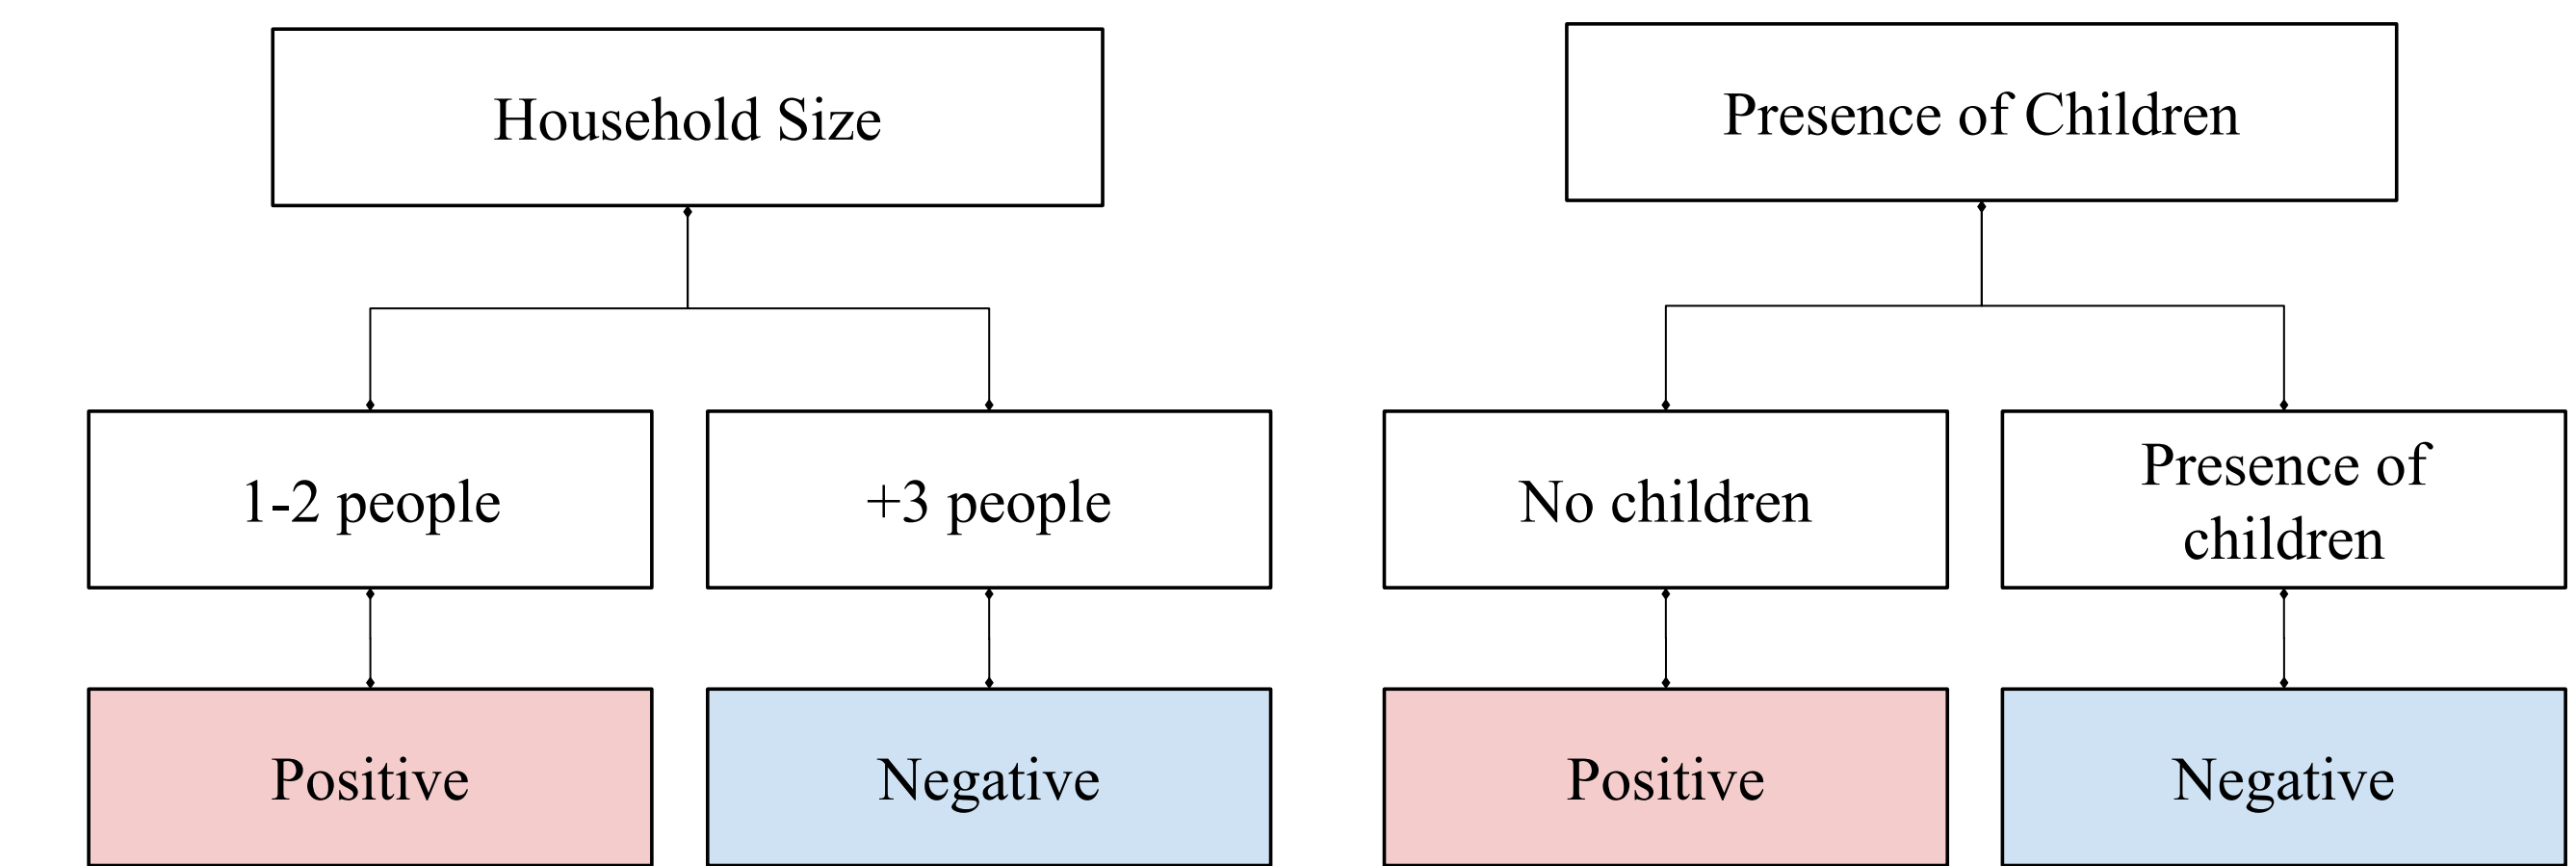 Household Size
Presence of Children
1-2 people
+3 people
No children
Presence of
children
Positive
Negative
Positive
Negative